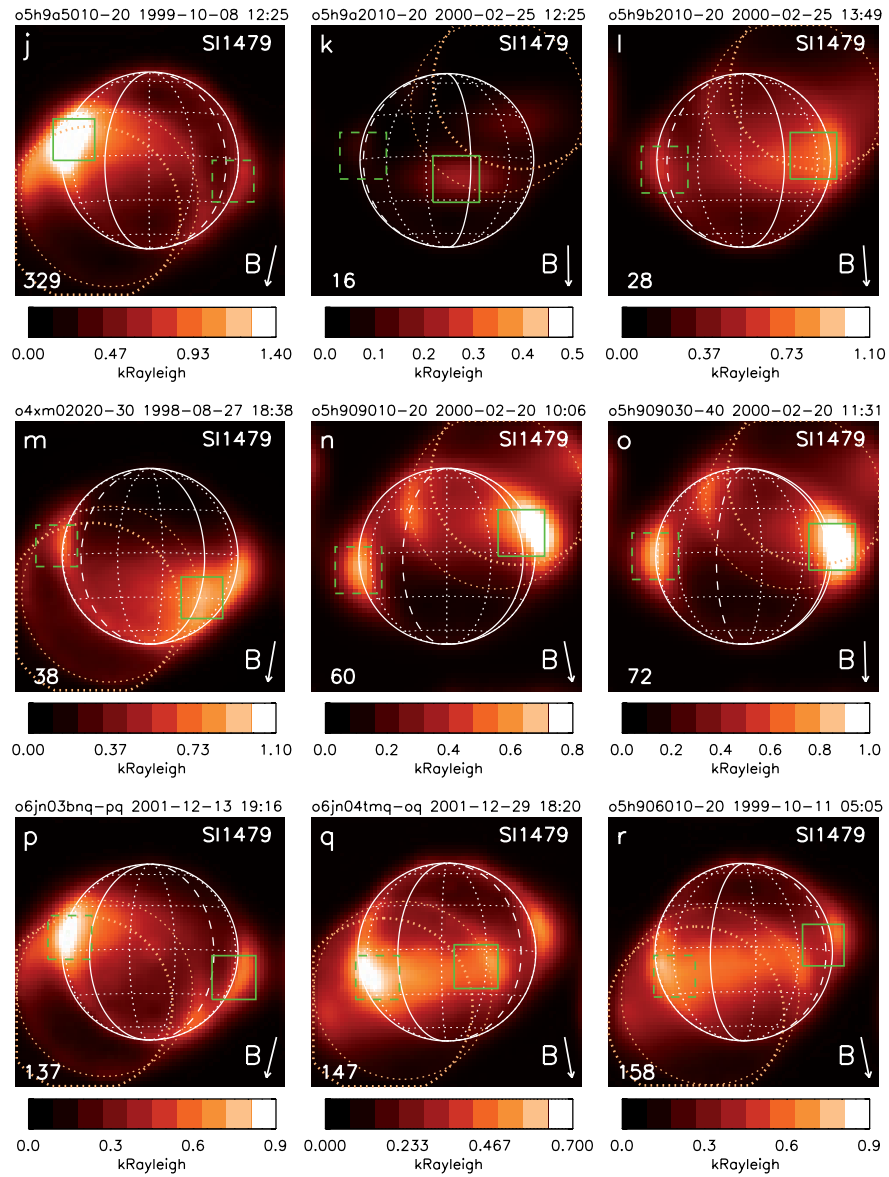 o5h9a5010-20 1999-10-08 12:25
o5h9a2010-20 2000-02-25 12:25
o5h9b2010-20 2000-02-25 13:49
j SI1479
k SI1479
l SI1479
329 B
16 B
28 B
0.00 0.47 0.93 1.40
0.0 0.1 0.2 0.3 0.4 0.5
0.00 0.37 0.73 1.10
kRayleigh
kRayleigh
kRayleigh
o4xm02020-30 1998-08-27 18:38
o5h909010-20 2000-02-20 10:06
o5h909030-40 2000-02-20 11:31
m SI1479
n SI1479
o SI1479
38 B
60 B
72 B
0.00 0.37 0.73 1.10
0.0 0.2 0.4 0.6 0.8
0.0 0.2 0.4 0.6 0.8 1.0
kRayleigh
kRayleigh
kRayleigh
o6jn03bnq-pq 2001-12-13 19:16
o6jn04tmq-oq 2001-12-29 18:20
o5h906010-20 1999-10-11 05:05
p SI1479
q SI1479
r SI1479
137 B
147 B
158 B
0.0 0.3 0.6 0.9
0.000 0.233 0.467 0.700
0.0 0.3 0.6 0.9
kRayleigh
kRayleigh
kRayleigh